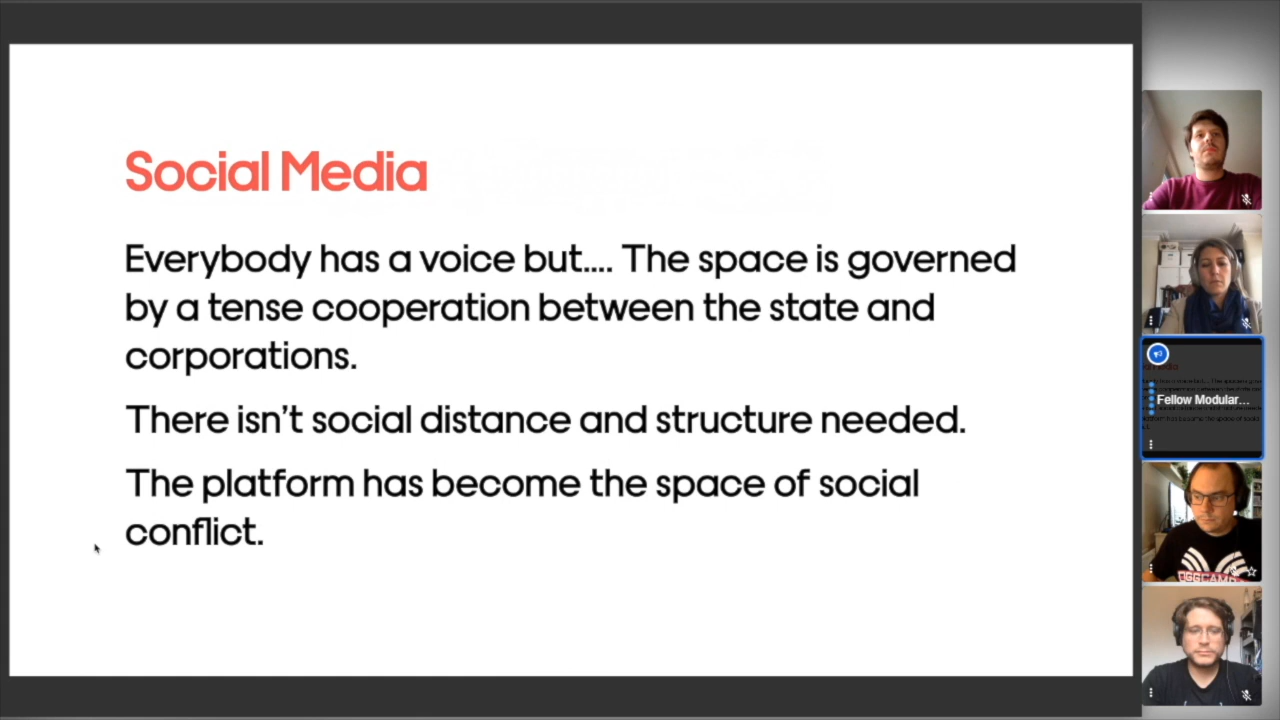 Social Media
Everybody has a voice but.... The space is governed
by a tense cooperation between the state and
corporations.
There isn't social distance and structure needed.
The platform has become the space of social
conflict.
Fellow Modular...